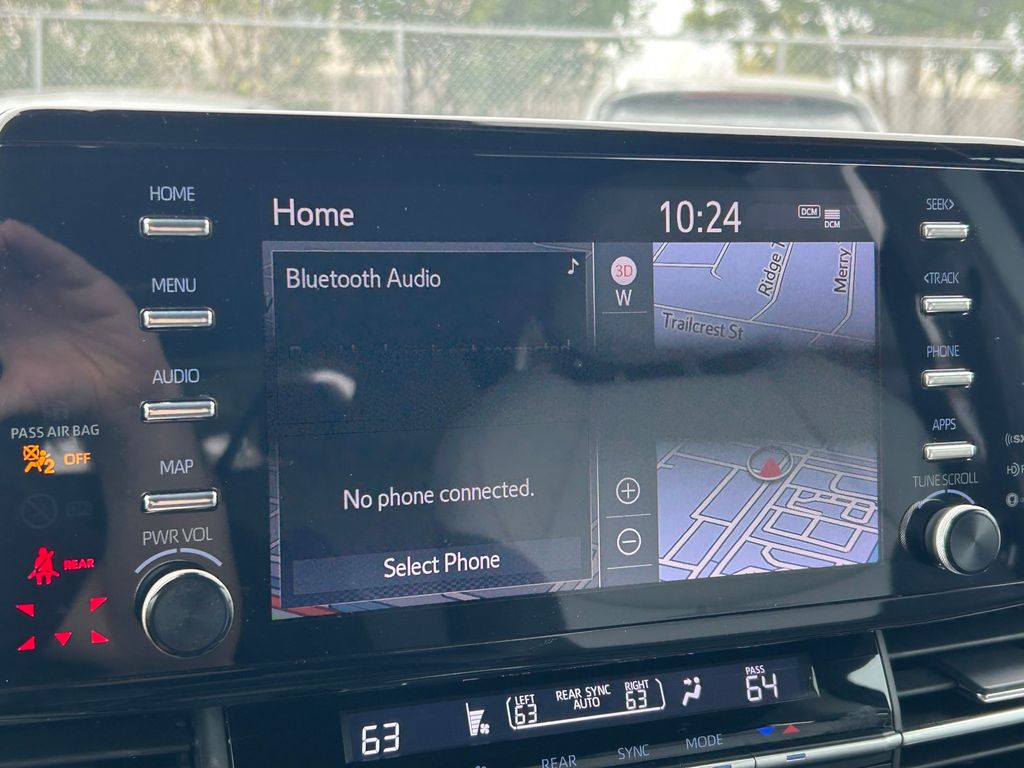 HOME
MENU
AUDIO
MAP
PASS AIR BAG
2 OFF
REAR
PWR VOL
Home
10:24
DCM
DCM
Bluetooth Audio
No phone connected.
Select Phone
3D
W
Ridge
Merry
Trailcrest St
SEEK>
<TRACK
PHONE
APPS
TUNE SCROLL
63
LEFT
63
REAR SYNC
AUTO
RIGHT
63
PASS
64
REAR
SYNC
MODE